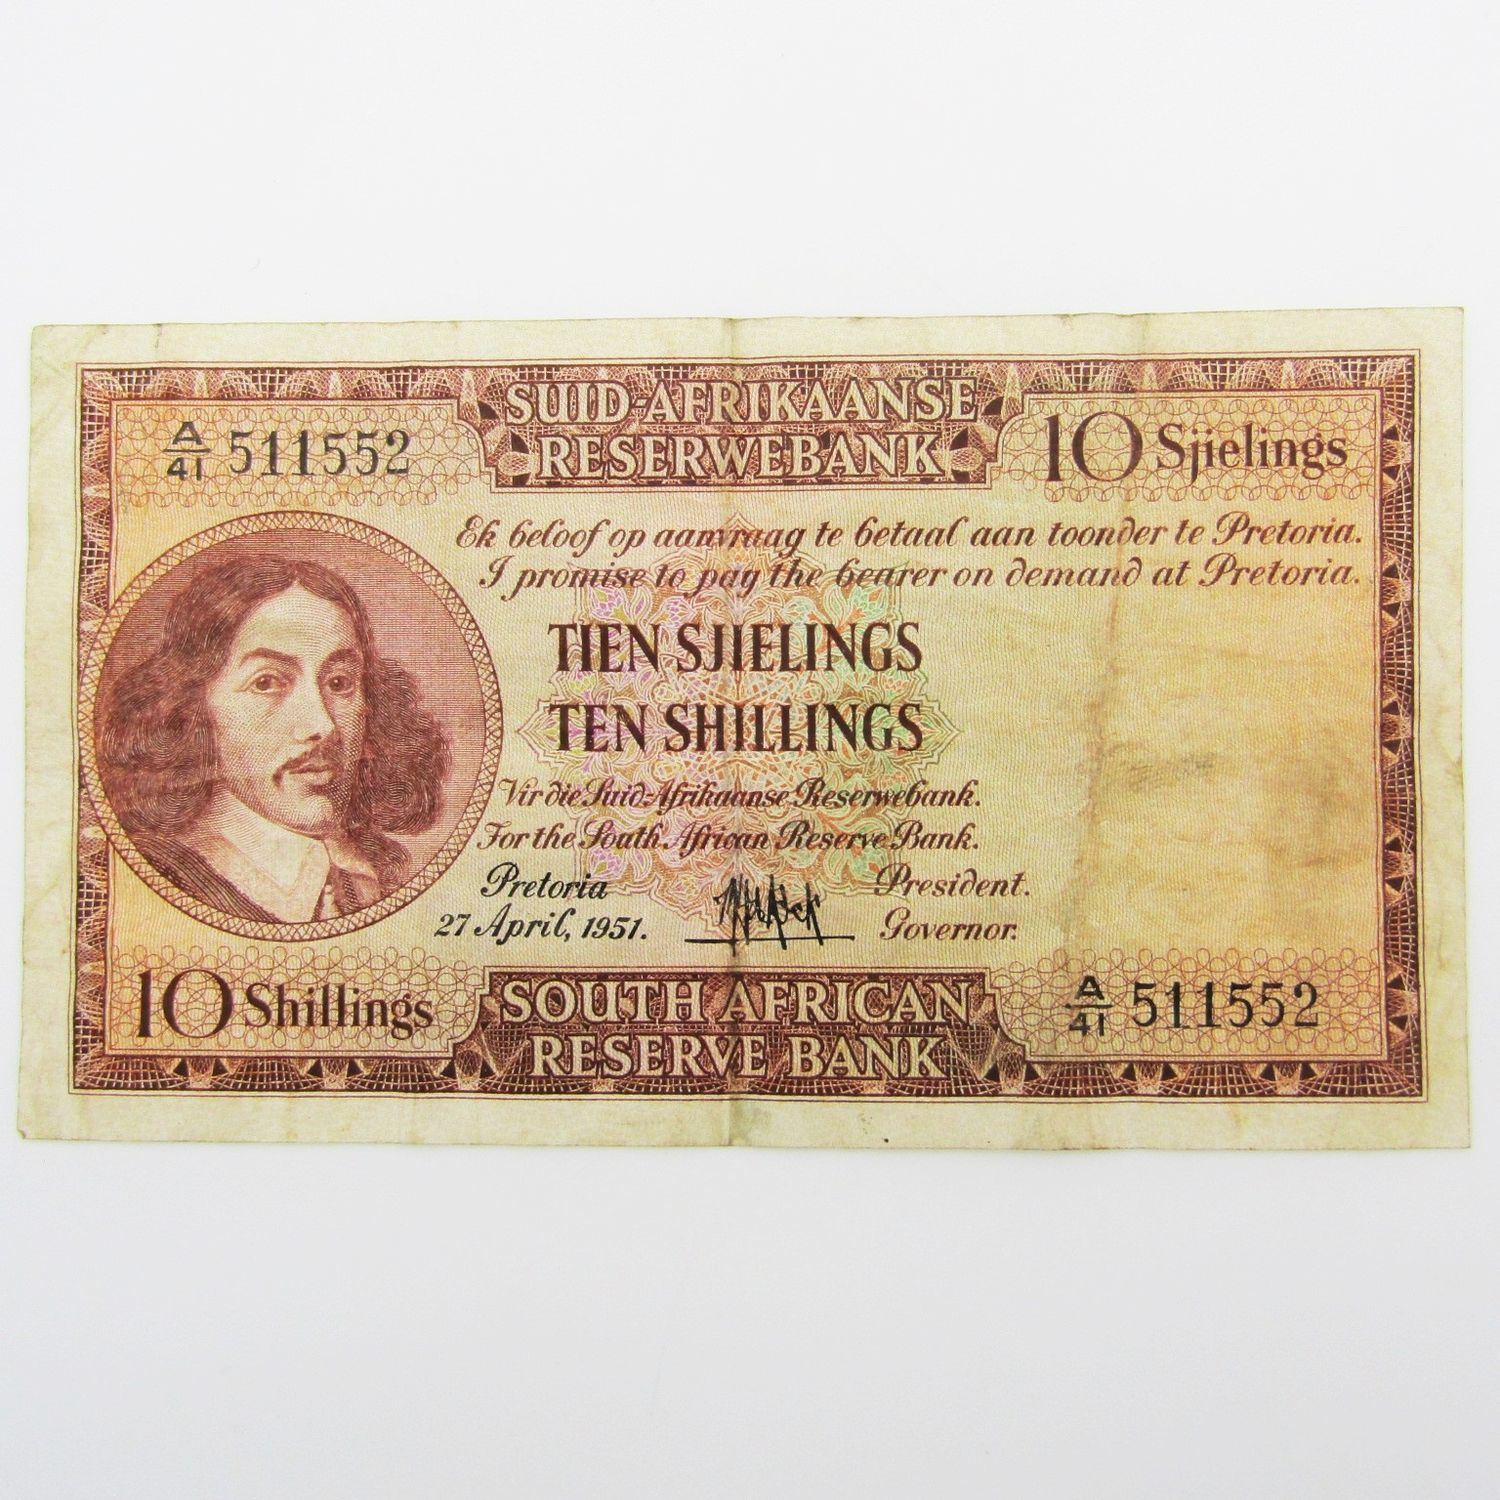 SUID-AFRIKAANSE
RESERWEBANK
A/41 511552
10 Sjielings
Ek beloof op aanvraag te betaal aan toonder te Pretoria.
I promise to pay the bearer on demand at Pretoria.
TIEN SJIELINGS
TEN SHILLINGS
Vir die Suid-Afrikaanse Reserwebank.
For the South African Reserve Bank.
Pretoria
27 April, 1951.
President.
Governor.
10 Shillings
SOUTH AFRICAN
RESERVE BANK
A/41 511552